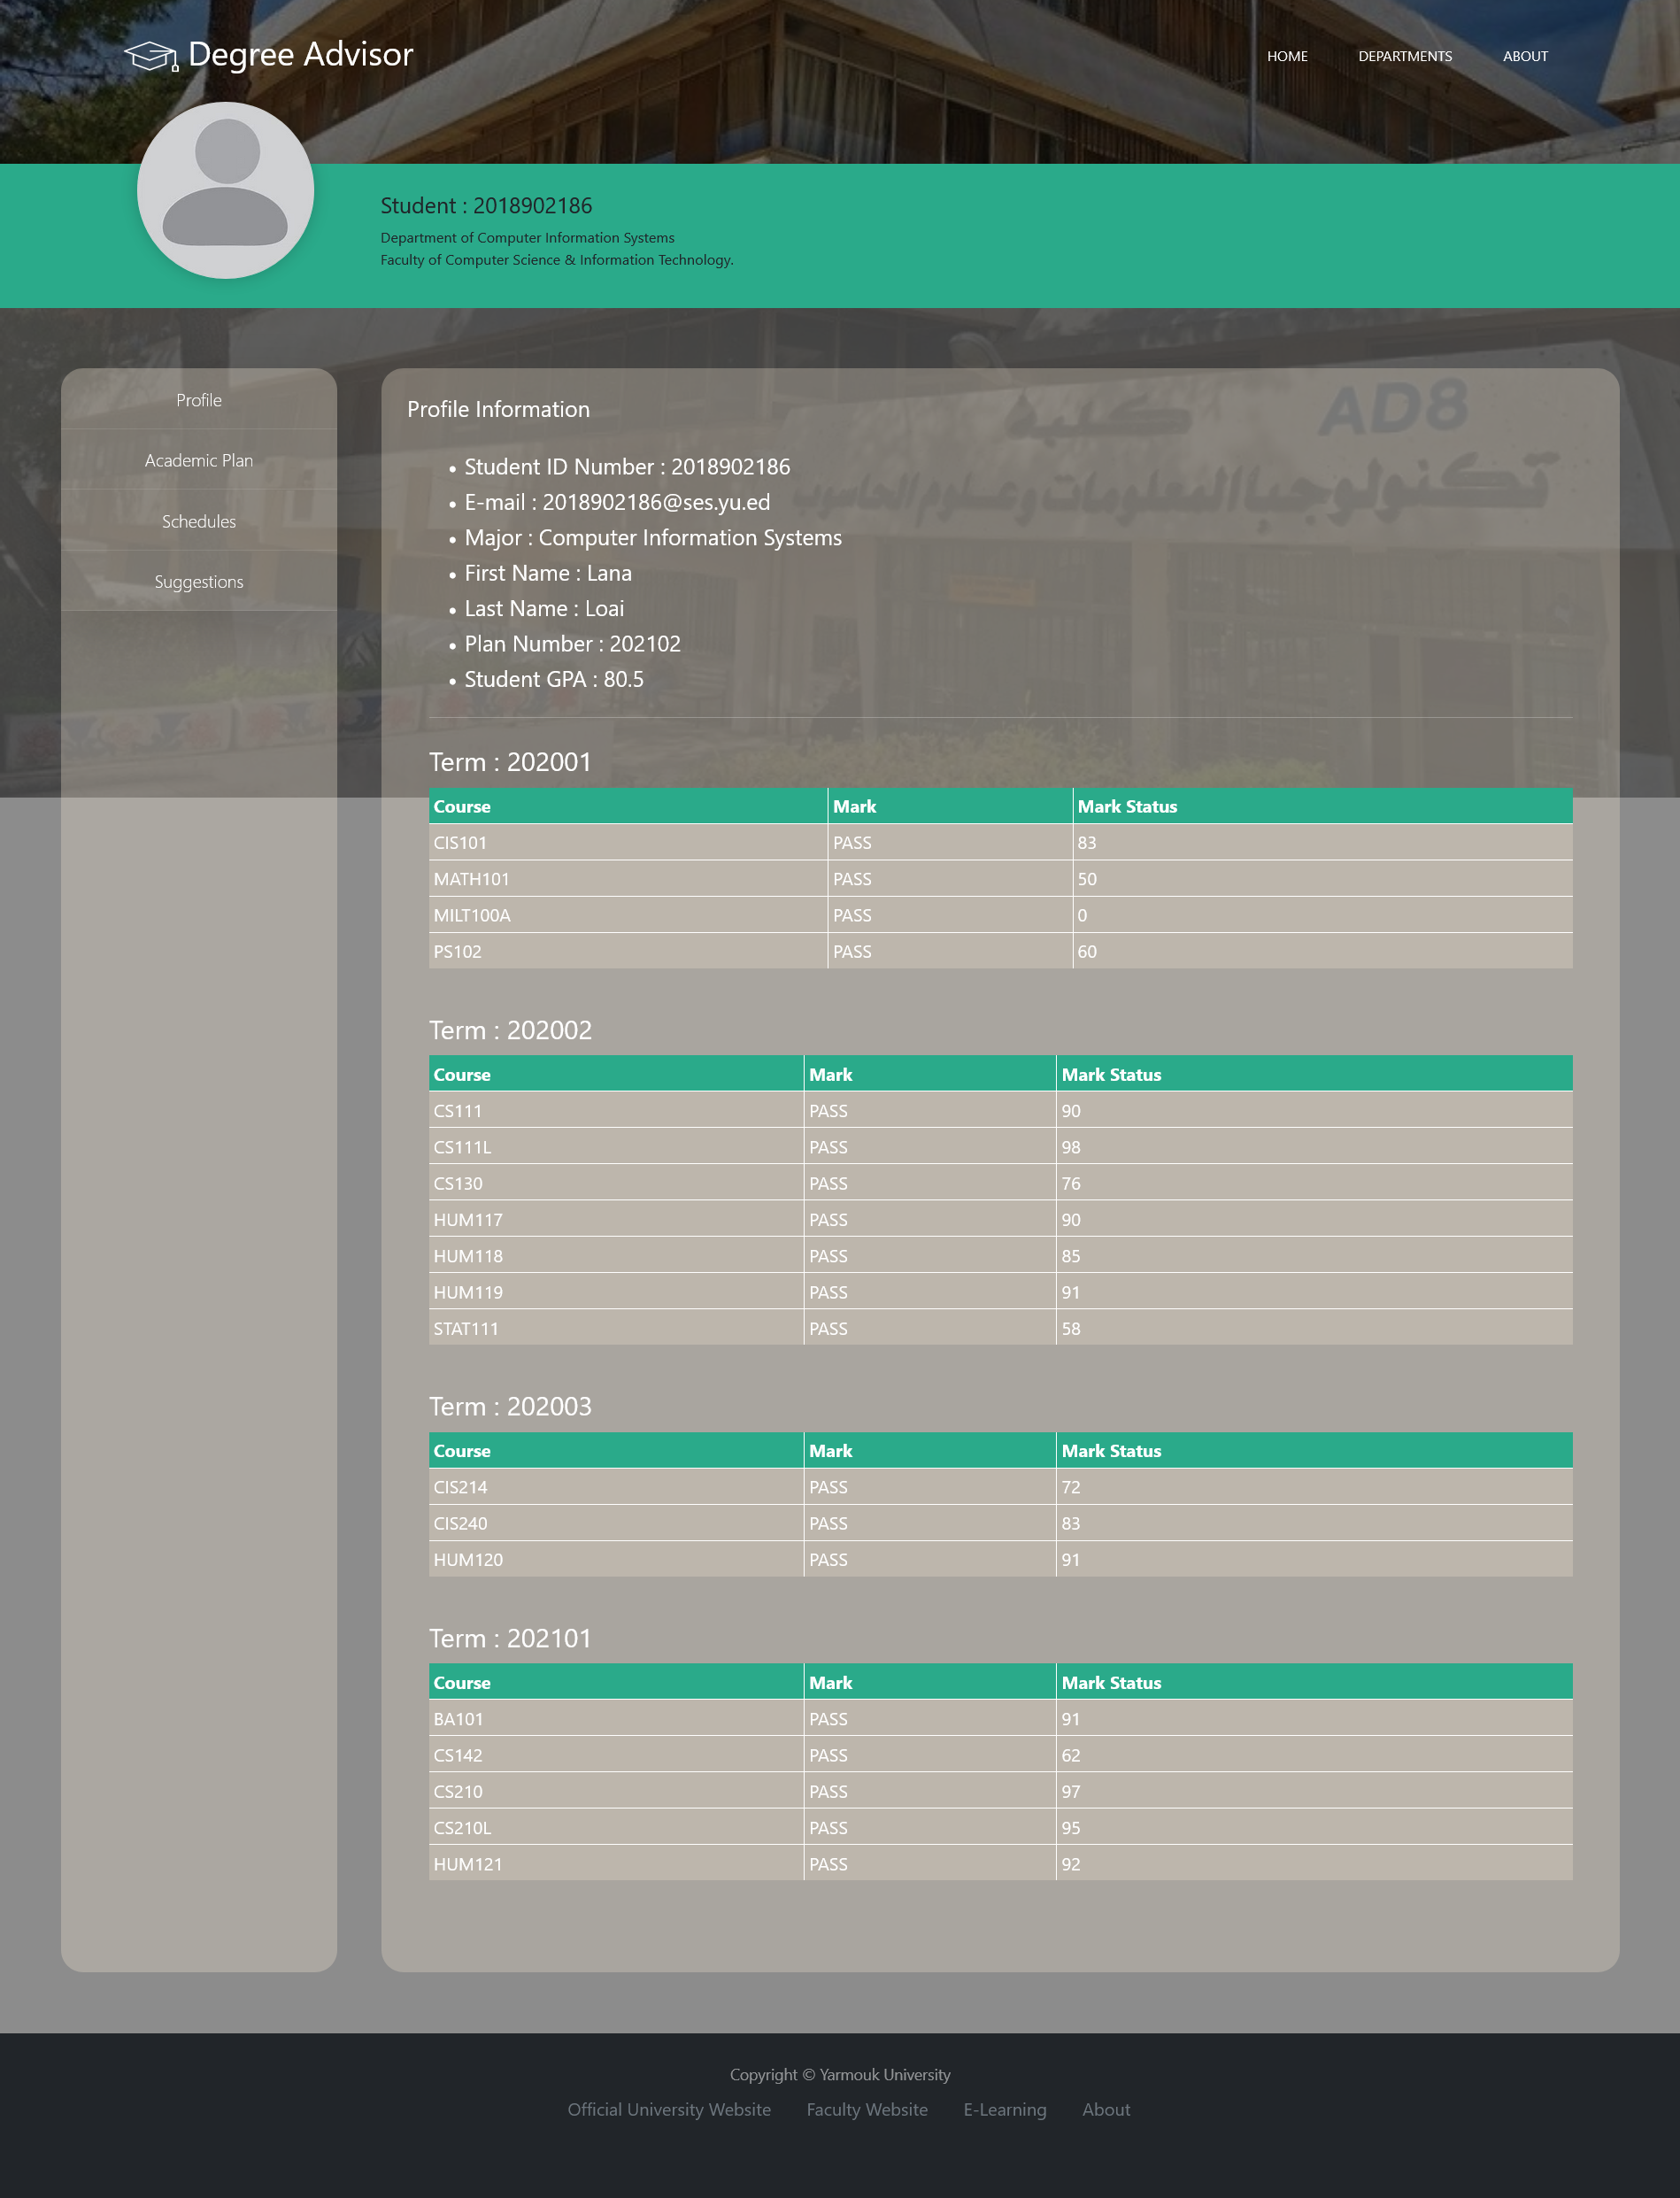 Degree Advisor
HOME DEPARTMENTS ABOUT
Student : 2018902186
Department of Computer Information Systems
Faculty of Computer Science & Information Technology.
Profile
Academic Plan
Schedules
Suggestions
AD8
كلية
تكنولوجيا المعلومات وعلوم الحاسوب
Profile Information
Student ID Number : 2018902186
E-mail : 2018902186@ses.yu.ed
Major : Computer Information Systems
First Name : Lana
Last Name : Loai
Plan Number : 202102
Student GPA : 80.5
Term : 202001
Course Mark Mark Status
CIS101 PASS 83
MATH101 PASS 50
MILT100A PASS 0
PS102 PASS 60
Term : 202002
Course Mark Mark Status
CS111 PASS 90
CS111L PASS 98
CS130 PASS 76
HUM117 PASS 90
HUM118 PASS 85
HUM119 PASS 91
STAT111 PASS 58
Term : 202003
Course Mark Mark Status
CIS214 PASS 72
CIS240 PASS 83
HUM120 PASS 91
Term : 202101
Course Mark Mark Status
BA101 PASS 91
CS142 PASS 62
CS210 PASS 97
CS210L PASS 95
HUM121 PASS 92
Copyright © Yarmouk University
Official University Website Faculty Website E-Learning About